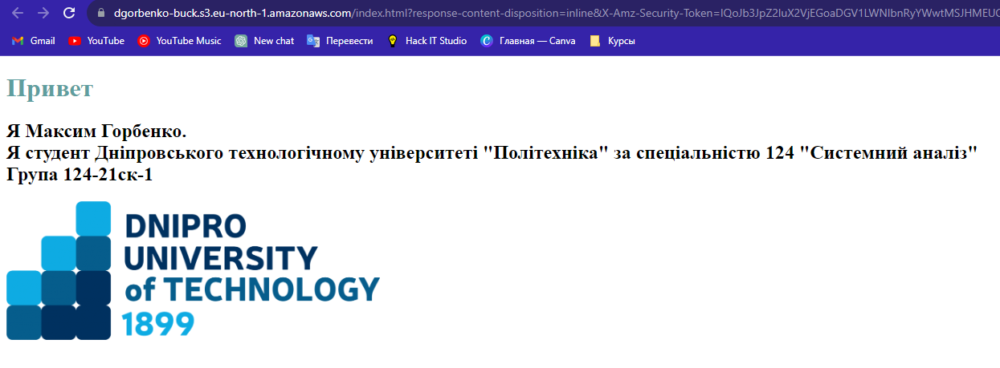 dgorbenko-buck.s3.eu-north-1.amazonaws.com/index.html?response-content-disposition=inline&X-Amz-Security-Token=
Gmail YouTube YouTube Music New chat Перевести Hack IT Studio Главная — Canva Курсы
Привет
Я Максим Горбенко.
Я студент Дніпровського технологічному університеті "Політехніка" за спеціальністю 124 "Системний аналіз"
Група 124-21ск-1
DNIPRO
UNIVERSITY
of TECHNOLOGY
1899